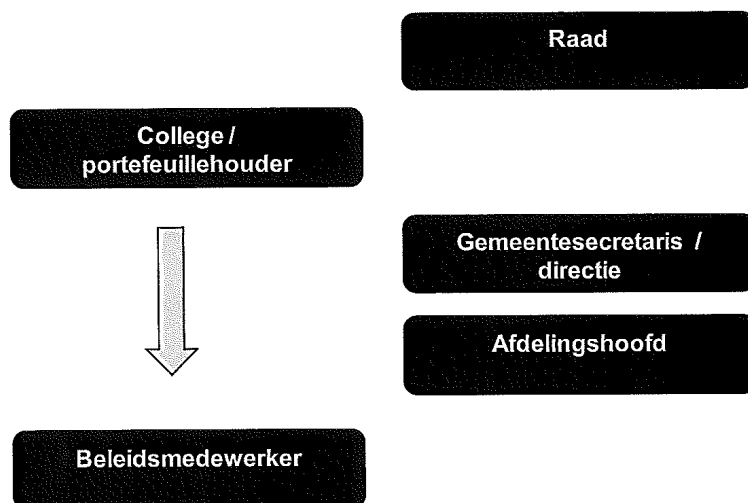 Raad
College /
portefeuillehouder
Gemeentesecretaris /
directie
Afdelingshoofd
Beleidsmedewerker